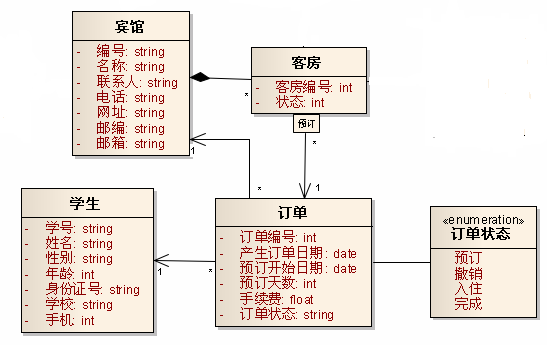 宾馆
- 编号: string
- 名称: string
- 联系人: string
- 电话: string
- 网址: string
- 邮编: string
- 邮箱: string
客房
- 客房编号: int
- 状态: int
*
预订
*
1
1
*
学生
- 学号: string
- 姓名: string
- 性别: string
- 年龄: int
- 身份证号: string
- 学校: string
- 手机: int
1
*
订单
- 订单编号: int
- 产生订单日期: date
- 预订开始日期: date
- 预订天数: int
- 手续费: float
- 订单状态: string
«enumeration»
订单状态
预订
撤销
入住
完成